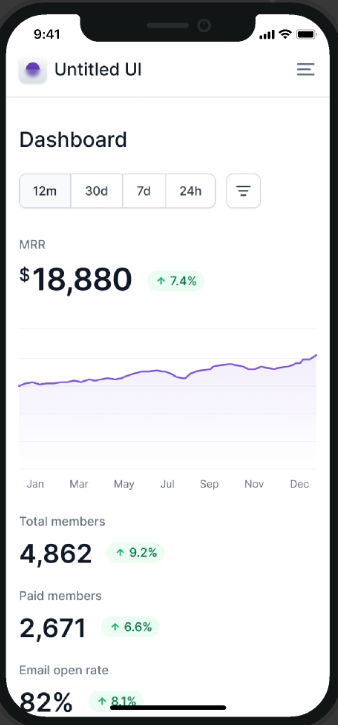 9:41
Untitled UI
Dashboard
12m 30d 7d 24h
MRR
$18,880 7.4%
Jan Mar May Jul Sep Nov Dec
Total members
4,862 9.2%
Paid members
2,671 6.6%
Email open rate
82% 8.1%